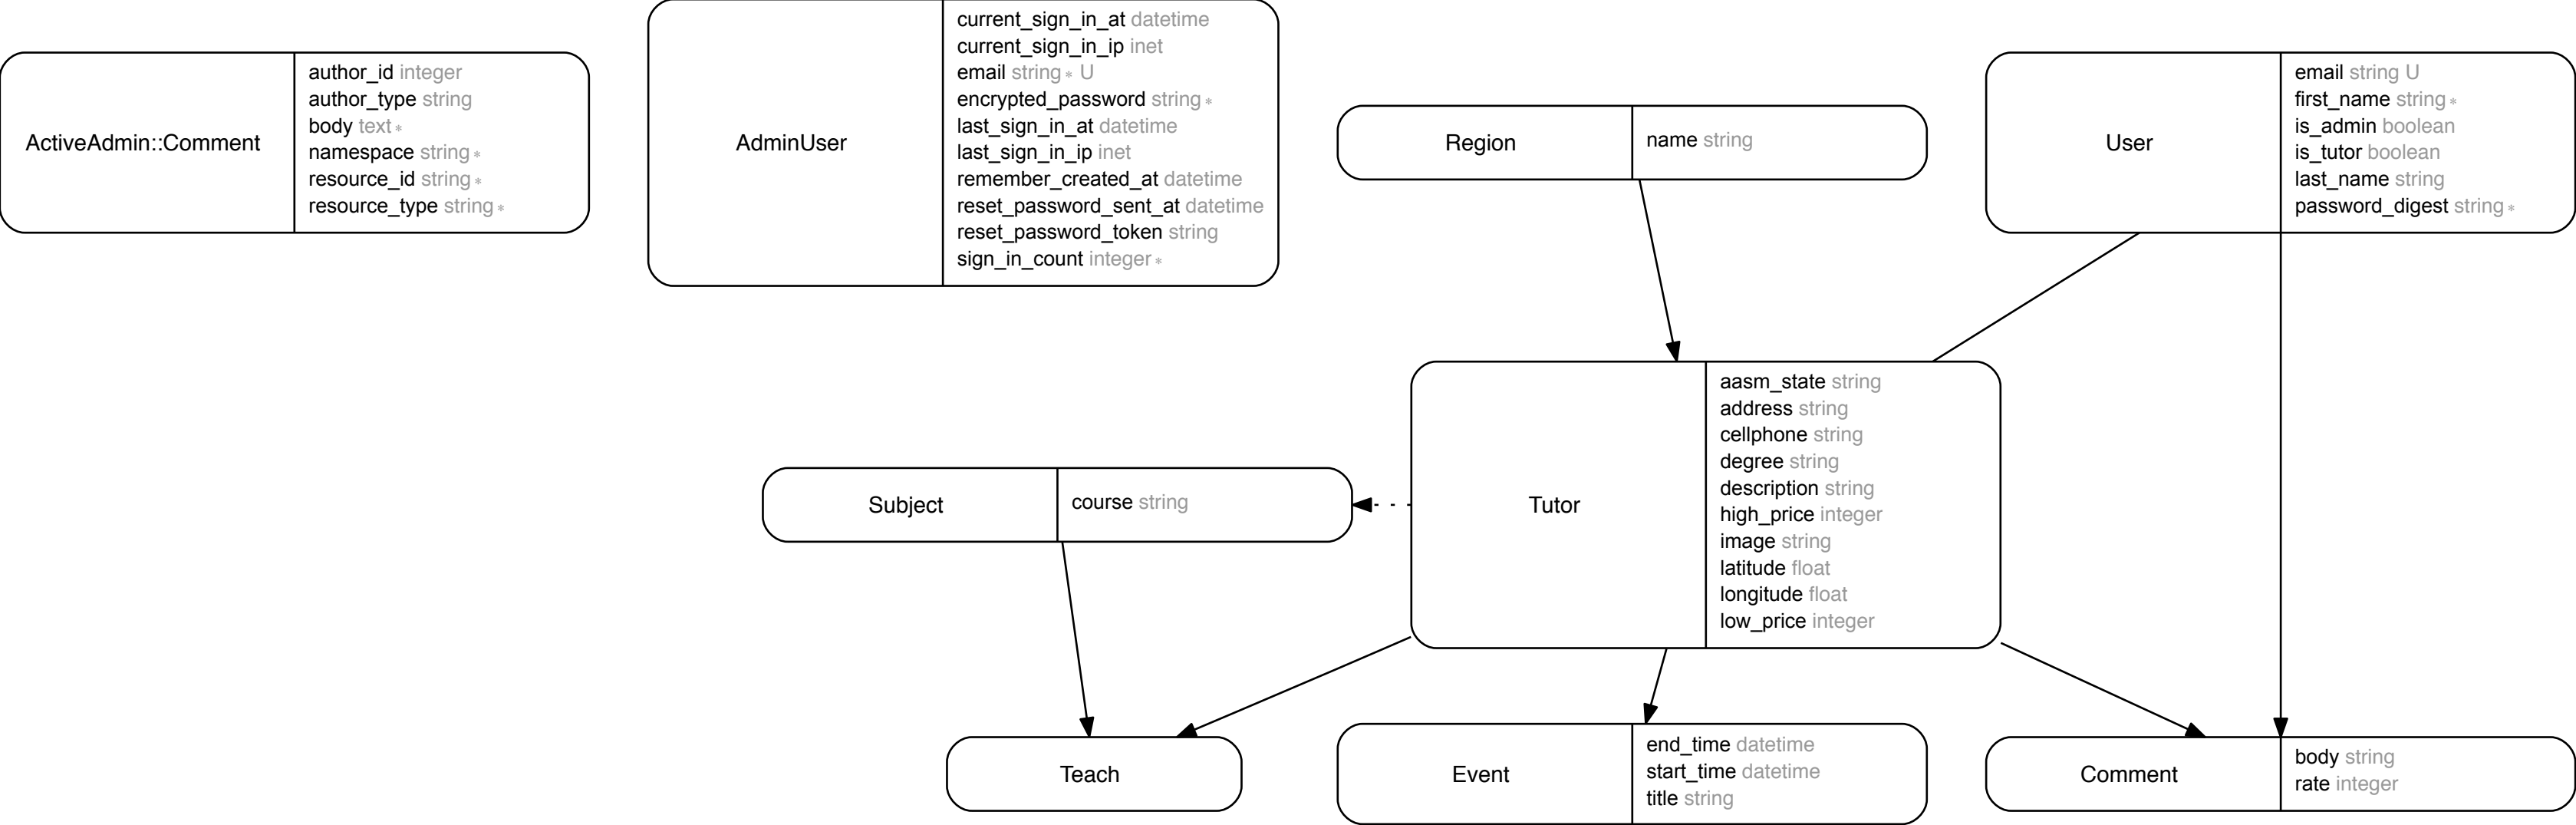 ActiveAdmin::Comment
author_id integer
author_type string
body text *
namespace string *
resource_id string *
resource_type string *
AdminUser
current_sign_in_at datetime
current_sign_in_ip inet
email string * U
encrypted_password string *
last_sign_in_at datetime
last_sign_in_ip inet
remember_created_at datetime
reset_password_sent_at datetime
reset_password_token string
sign_in_count integer *
Region
name string
User
email string U
first_name string *
is_admin boolean
is_tutor boolean
last_name string
password_digest string *
Subject
course string
Tutor
aasm_state string
address string
cellphone string
degree string
description string
high_price integer
image string
latitude float
longitude float
low_price integer
Teach
Event
end_time datetime
start_time datetime
title string
Comment
body string
rate integer